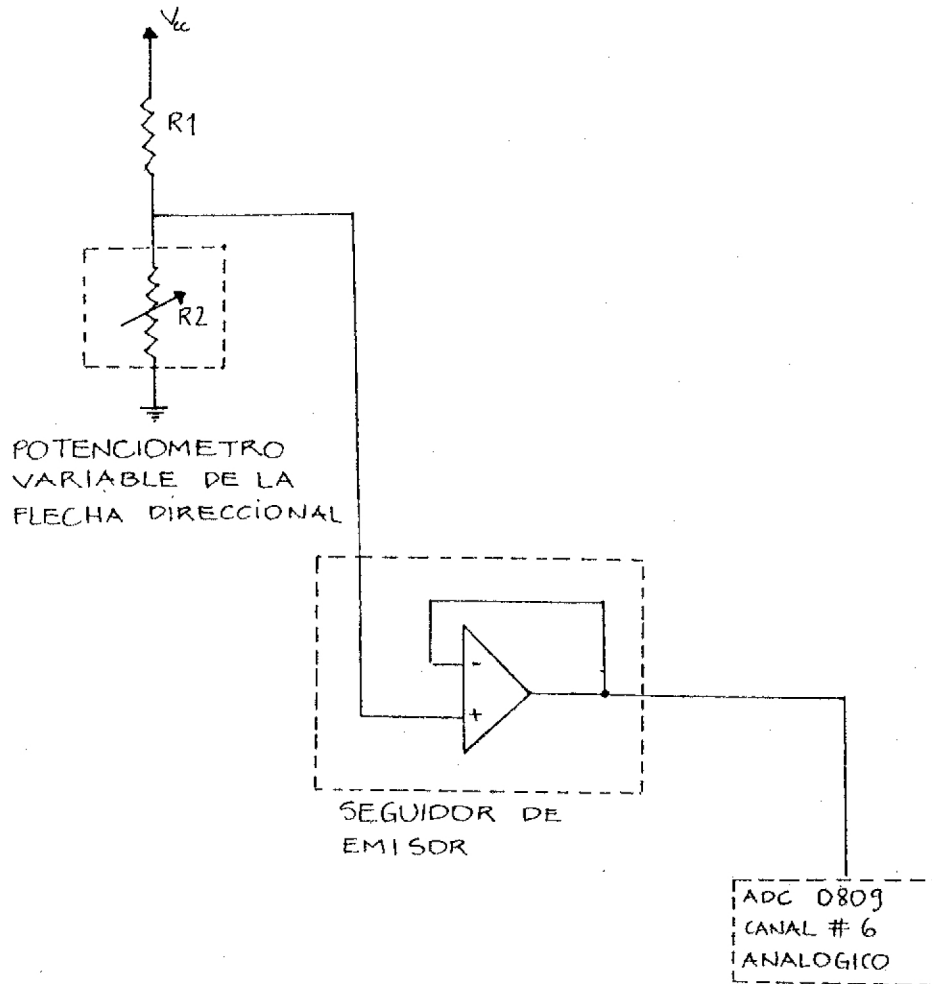 Vcc
R1
R2
POTENCIOMETRO
VARIABLE DE LA
FLECHA DIRECCIONAL
-
+
SEGUIDOR DE
EMISOR
ADC 0809
CANAL # 6
ANALOGICO